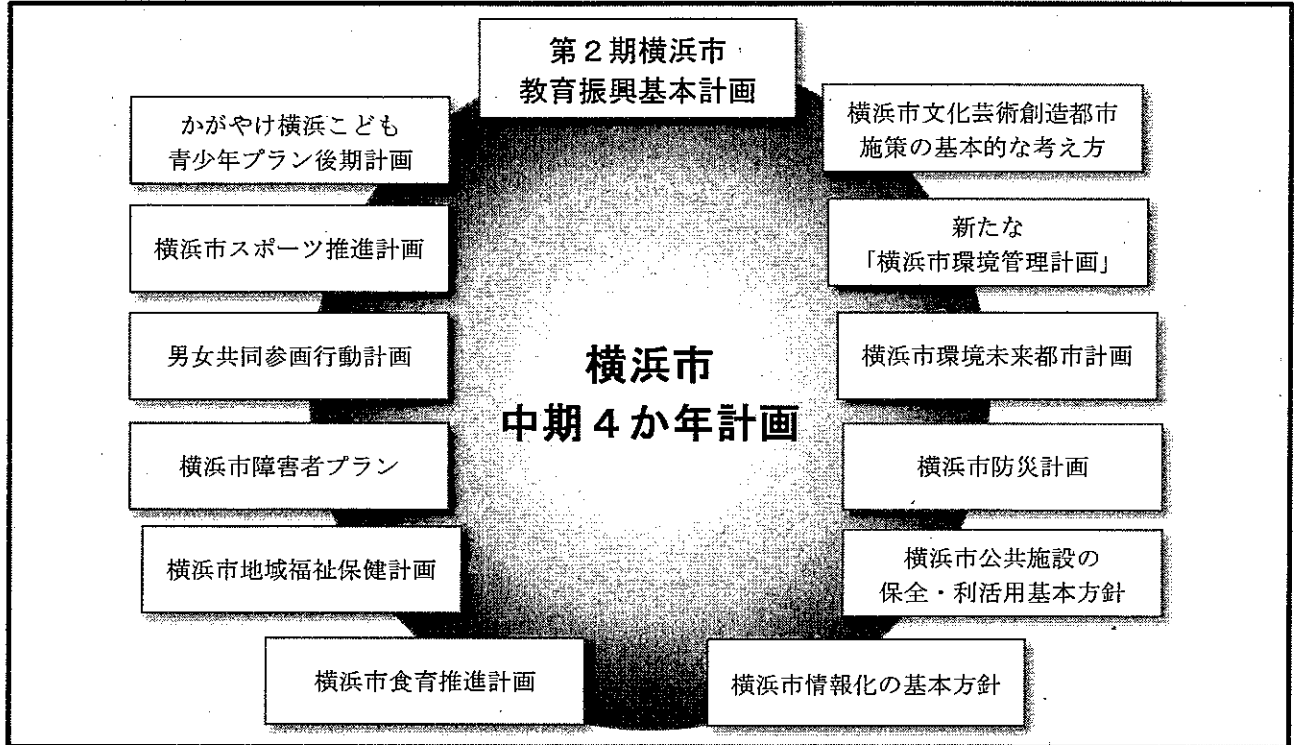 第2期横浜市
教育振興基本計画
かがやけ横浜こども
青少年プラン後期計画
横浜市文化芸術創造都市
施策の基本的な考え方
横浜市スポーツ推進計画
新たな
「横浜市環境管理計画」
男女共同参画行動計画
横浜市環境未来都市計画
横浜市
中期4か年計画
横浜市障害者プラン
横浜市防災計画
横浜市地域福祉保健計画
横浜市公共施設の
保全・利活用基本方針
横浜市食育推進計画
横浜市情報化の基本方針